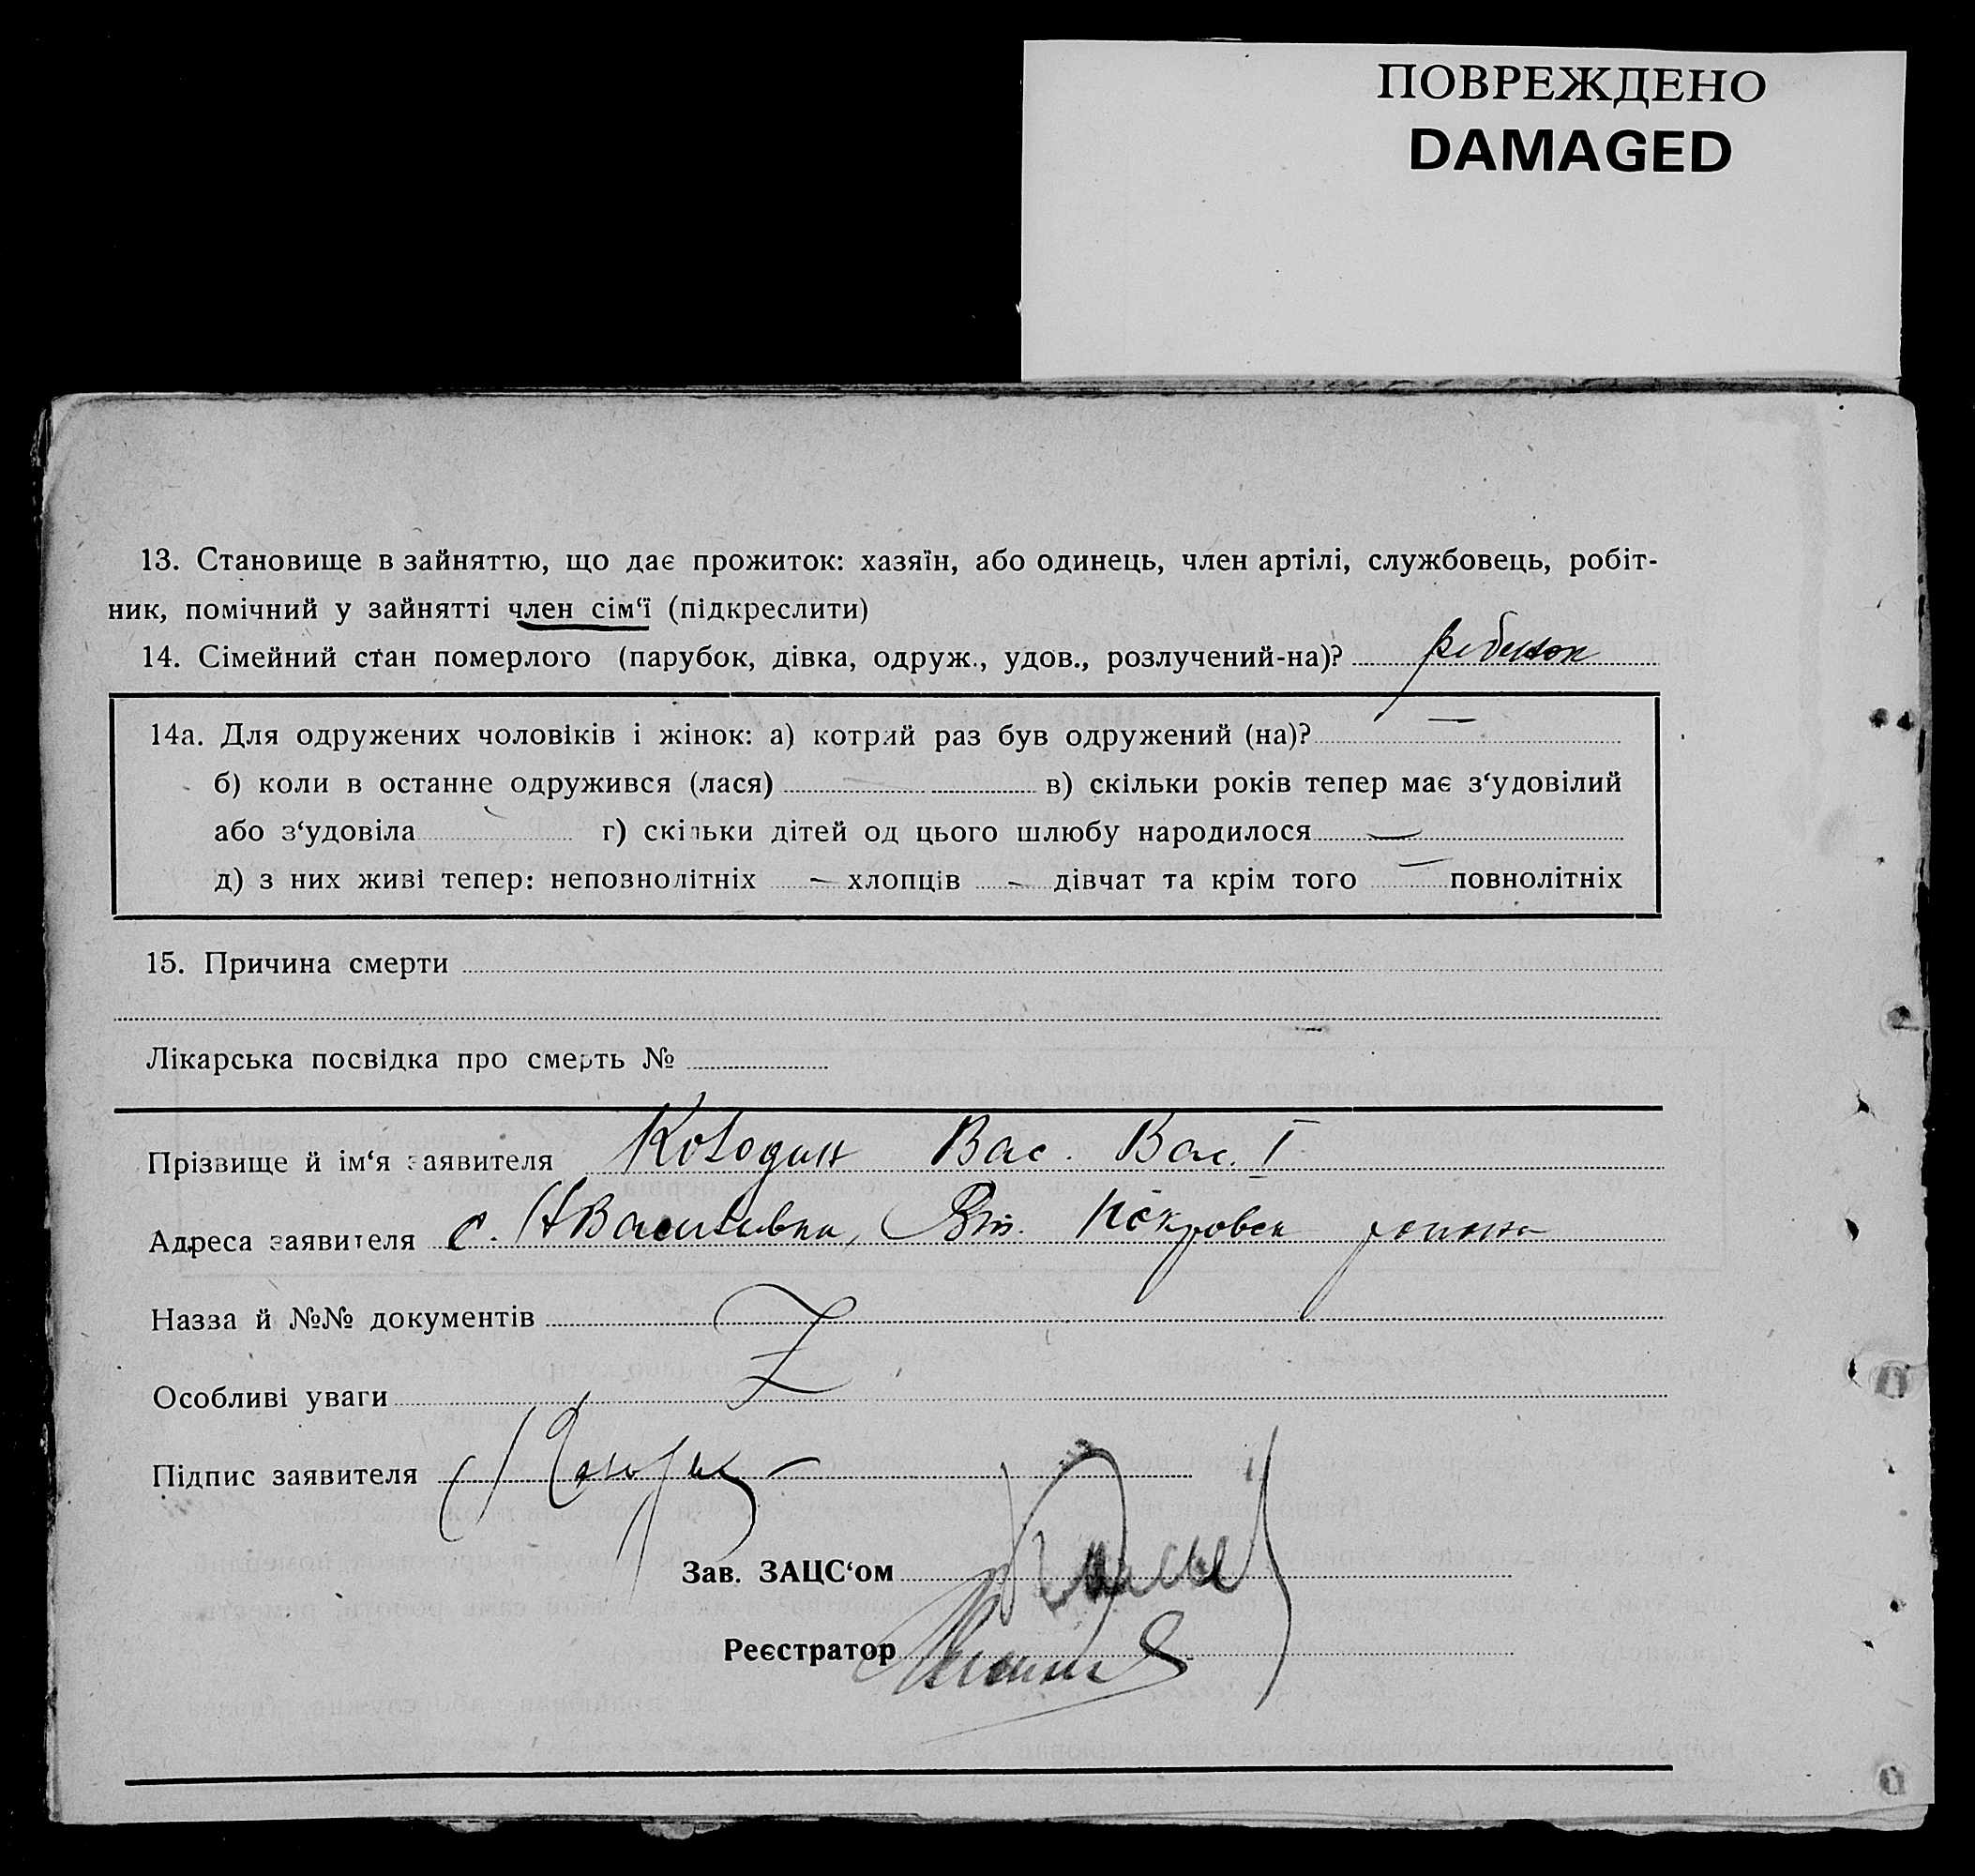 ПОВРЕЖДЕНО
DAMAGED
13. Становище в зайняттю, що дає прожиток: хазяїн, або одинець, член артілі, службовець, робіт-
ник, помічний у зайнятті член сім‘ї (підкреслити)
14. Сімейний стан померлого (парубок, дівка, одруж., удов., розлучений-на)? ребенок
14а. Для одружених чоловіків і жінок: а) котрий раз був одружений (на)? —
б) коли в останнє одружився (лася) — в) скільки років тепер має з‘удовілий
або з‘удовіла г) скільки дітей од цього шлюбу народилося —
д) з них живі тепер: неповнолітніх — хлопців — дівчат та крім того — повнолітніх
15. Причина смерти
Лікарська посвідка про смерть №
Прізвище й ім‘я заявителя Колодин Вас. Вас. I
Адреса заявителя с. НВасильевка, Покровск района
Назва й №№ документів Z
Особливі уваги
Підпис заявителя
Зав. ЗАЦС‘ом
Реєстратор